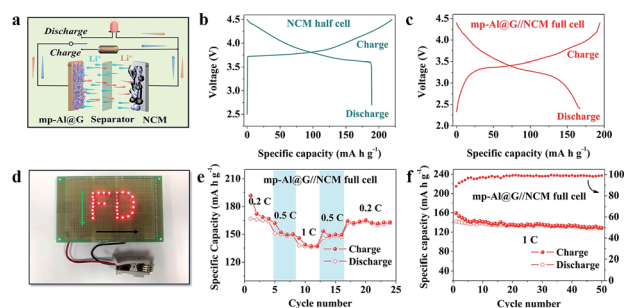 a
Discharge
Charge
Li⁺
Li⁺
mp-Al@G Separator NCM
b
4.5
4.0
3.5
3.0
2.5
Voltage (V)
NCM half cell
Charge
Discharge
0 50 100 150 200
Specific capacity (mA h g⁻¹)
c
4.5
4.0
3.5
3.0
2.5
2.0
Voltage (V)
mp-Al@G//NCM full cell
Charge
Discharge
0 50 100 150 200
Specific capacity (mA h g⁻¹)
d
FD
e
210
180
150
120
90
Specific Capacity (mA h g⁻¹)
mp-Al@G//NCM full cell
0.2 C
0.5 C
1 C
0.5 C
0.2 C
Charge
Discharge
0 5 10 15 20 25
Cycle number
f
240
200
160
120
80
40
0
Specific Capacity (mA h g⁻¹)
mp-Al@G//NCM full cell
1 C
Charge
Discharge
100
80
60
40
0 10 20 30 40 50
Cycle number